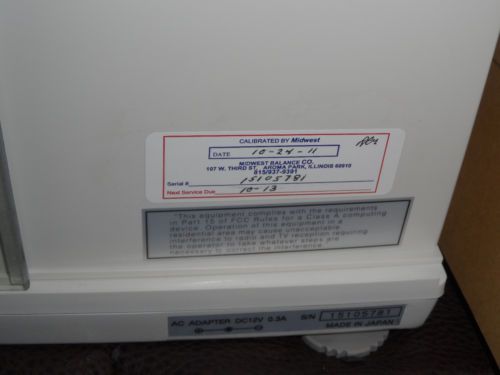 CALIBRATED BY Midwest
DATE 10-24-11
MIDWEST BALANCE CO.
107 W. THIRD ST. AROMA PARK, ILLINOIS 60910
815/937-9391
Serial # 15105781
Next Service Due 10-13
"This equipment complies with the requirements
in Part 15 of FCC Rules for a Class A computing
device. Operation of this equipment in a
residential area may cause unacceptable
interference to radio and TV reception requiring
the operator to take whatever steps are
necessary to correct the interference."
AC ADAPTER DC12V 0.3A S/N 15105781
MADE IN JAPAN